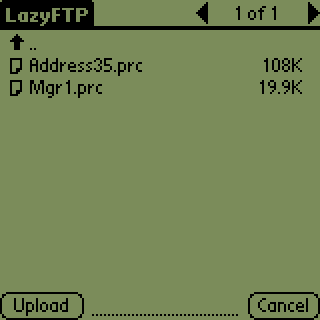 LazyFTP 1 of 1
..
Address35.prc 108K
Mgr1.prc 19.9K
Upload Cancel